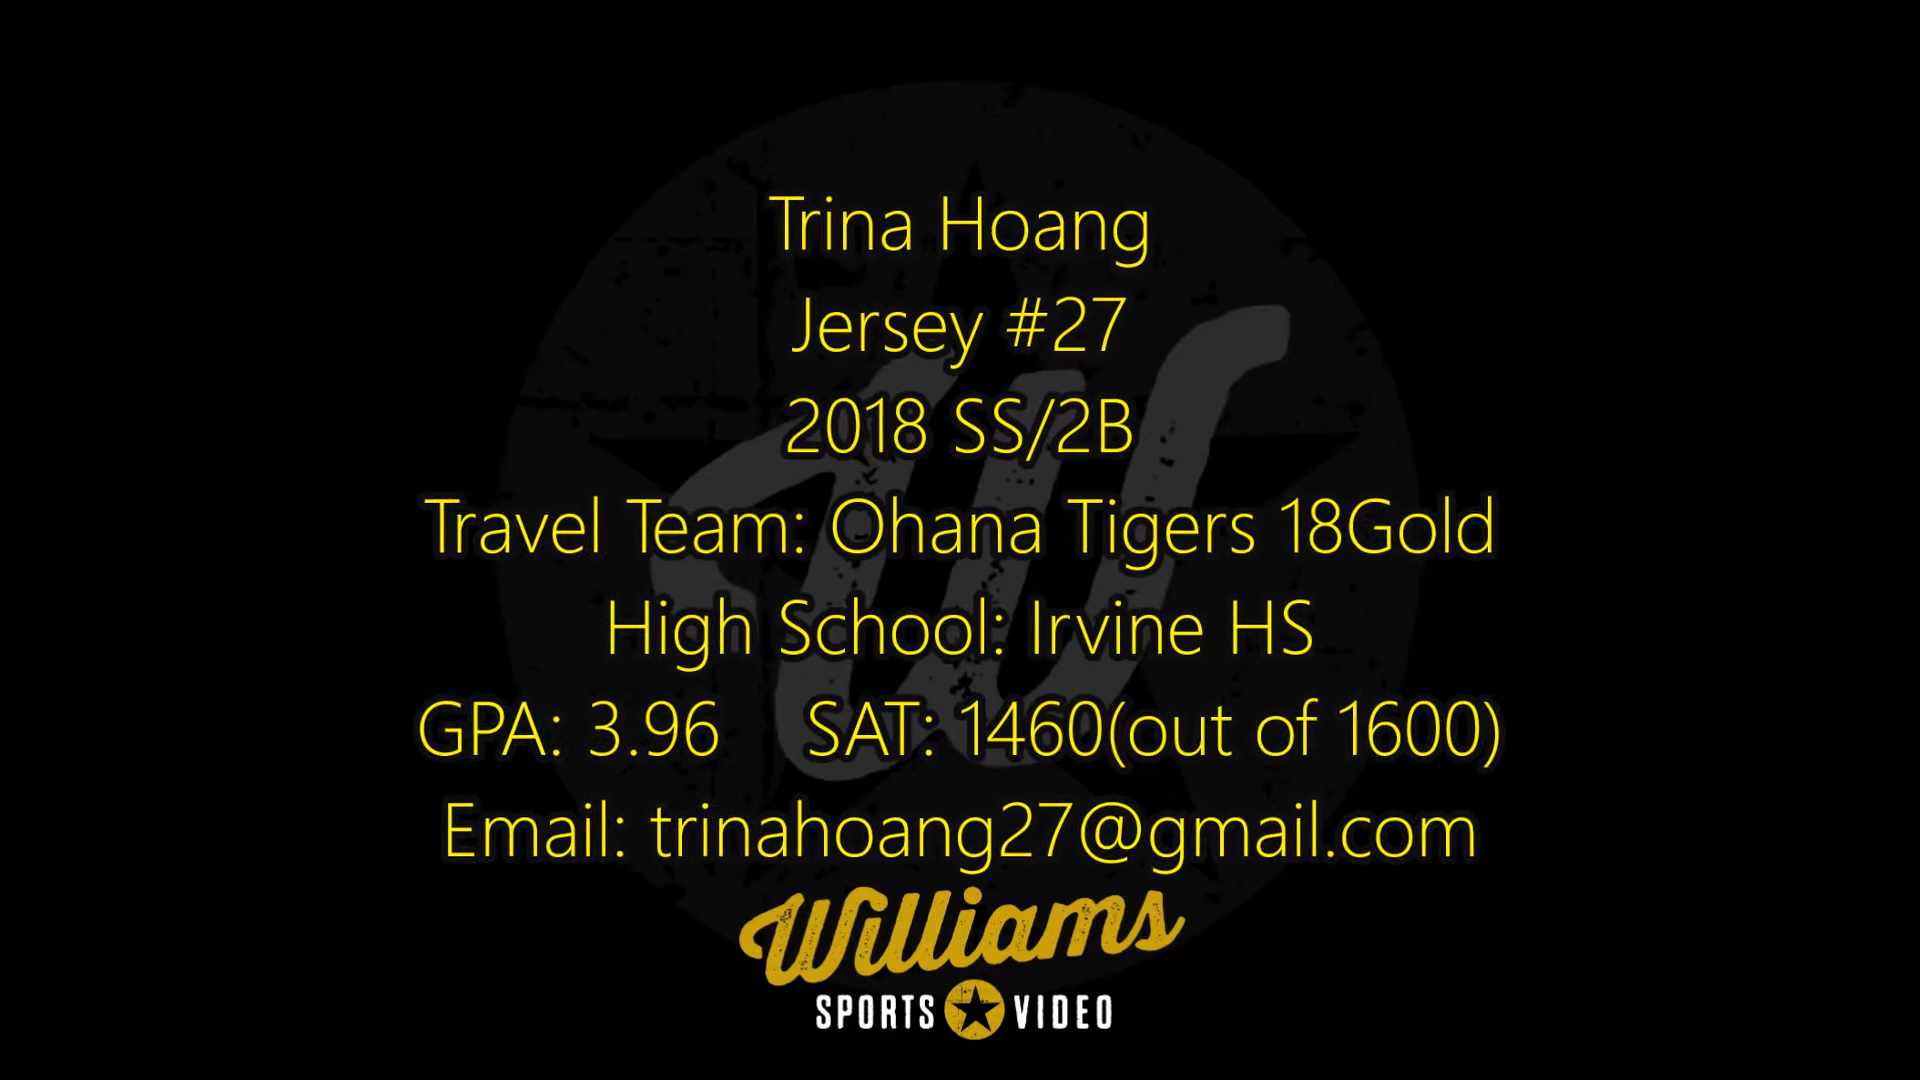 Trina Hoang
Jersey #27
2018 SS/2B
Travel Team: Ohana Tigers 18Gold
High School: Irvine HS
GPA: 3.96 SAT: 1460(out of 1600)
Email: trinahoang27@gmail.com
Williams
SPORTS VIDEO